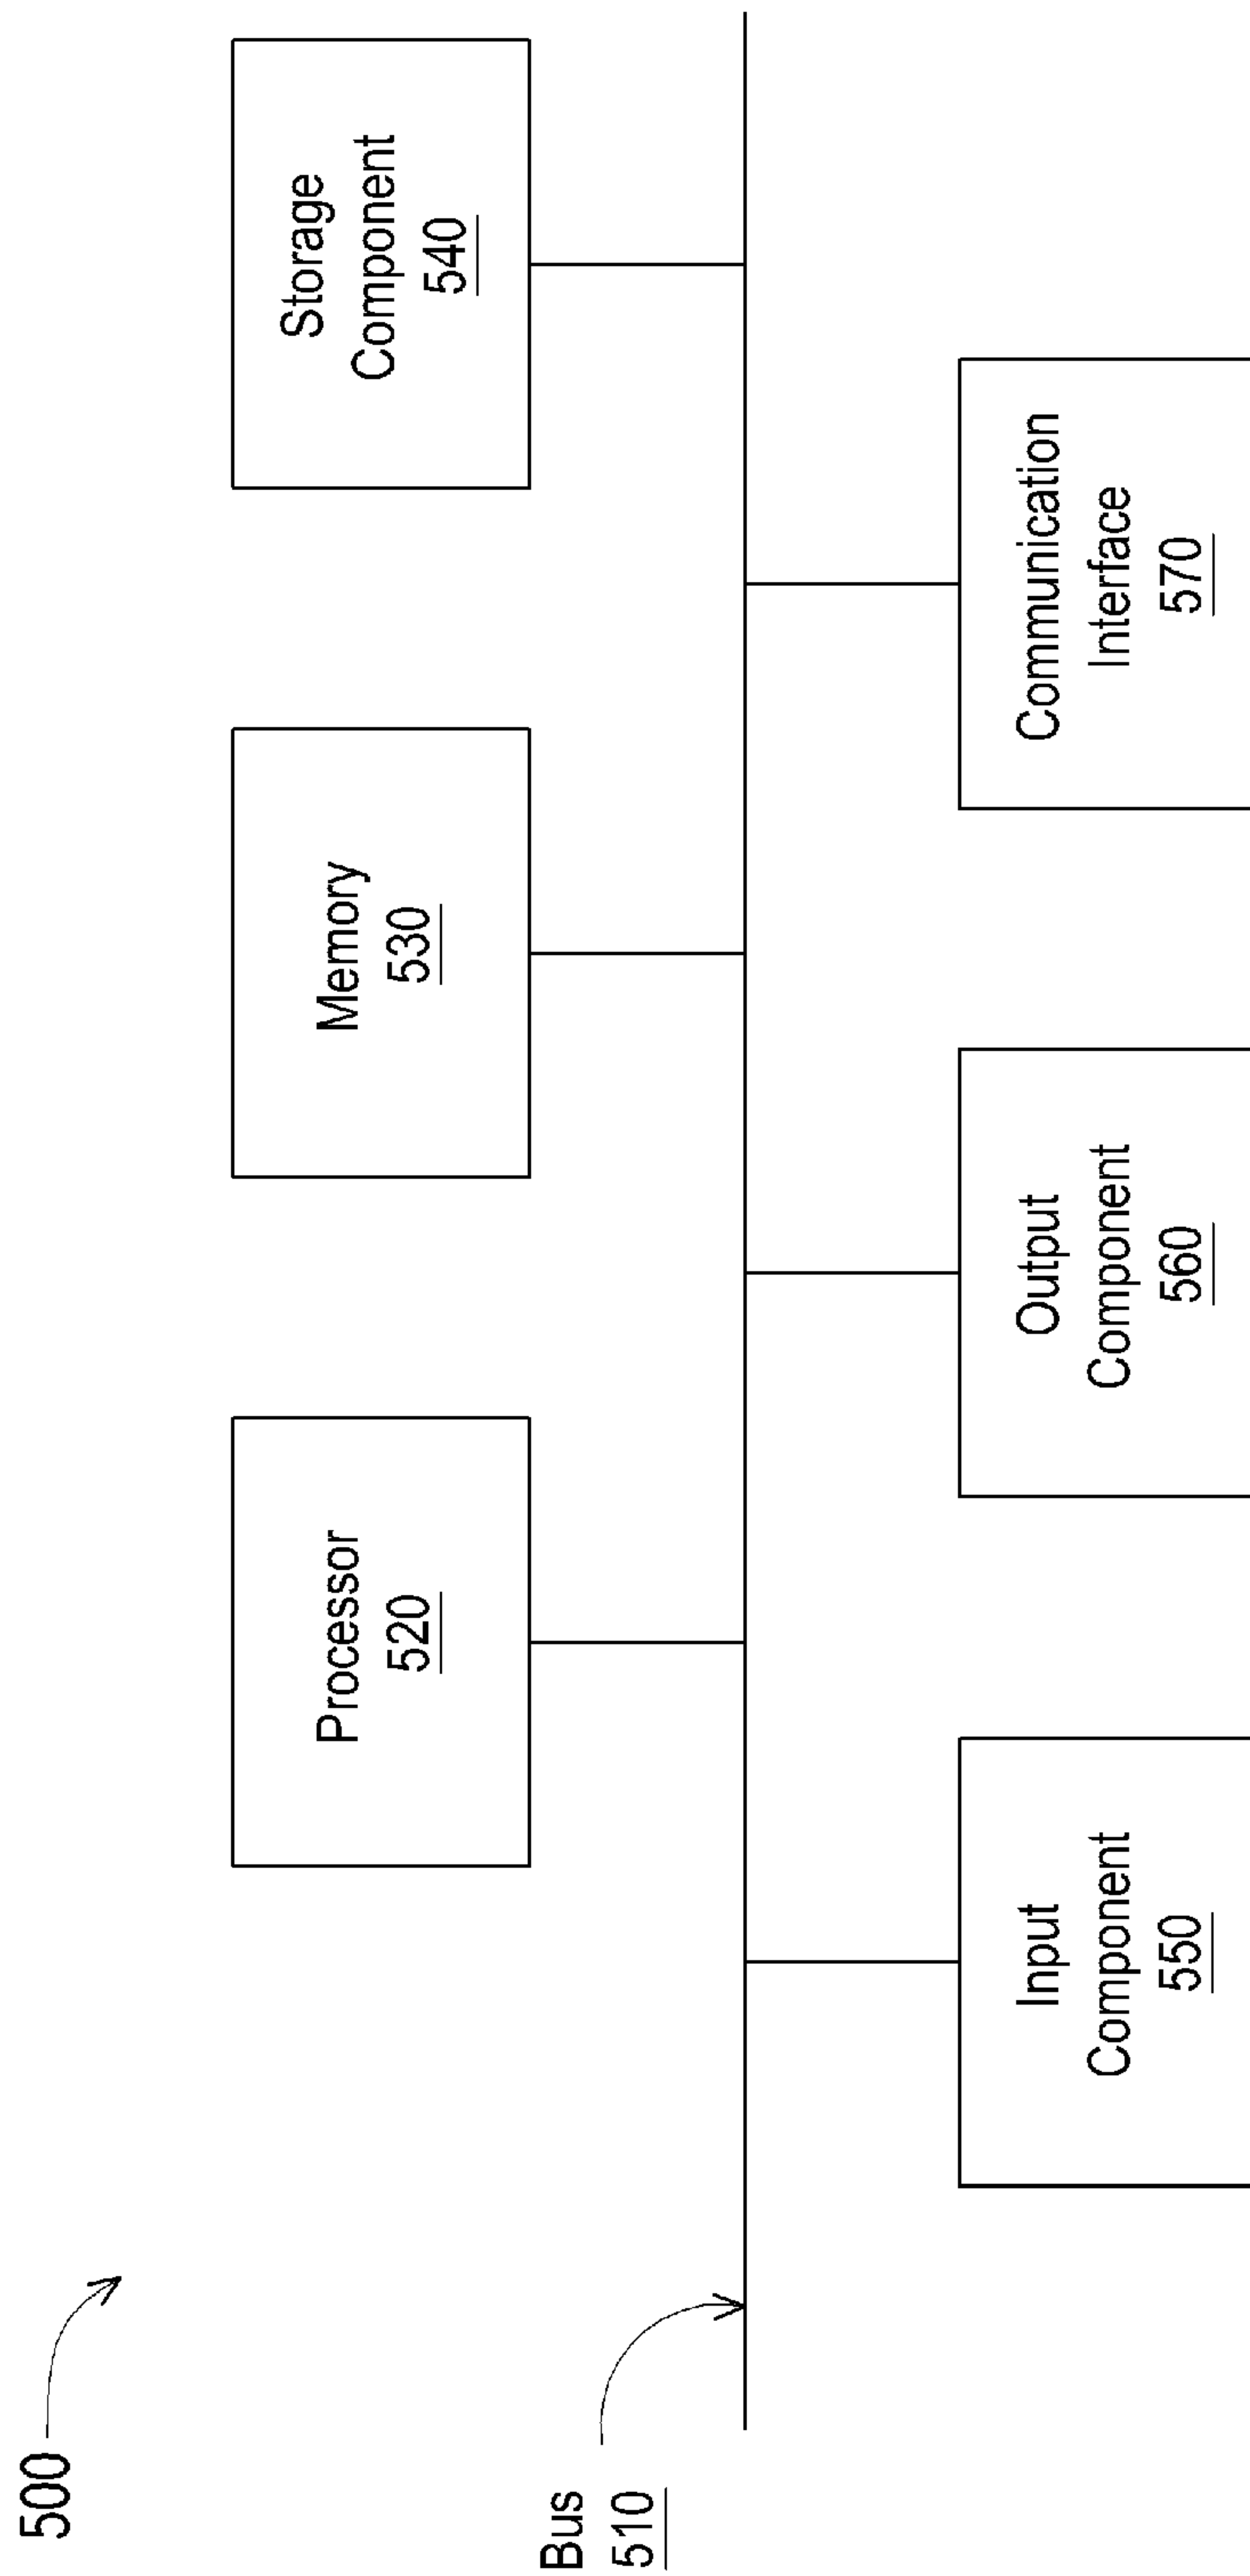 500
Processor
520
Memory
530
Storage
Component
540
Bus
510
Input
Component
550
Output
Component
560
Communication
Interface
570